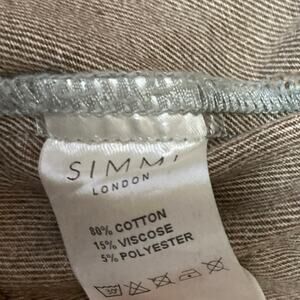 SIMMI
LONDON
80% COTTON
15% VISCOSE
5% POLYESTER